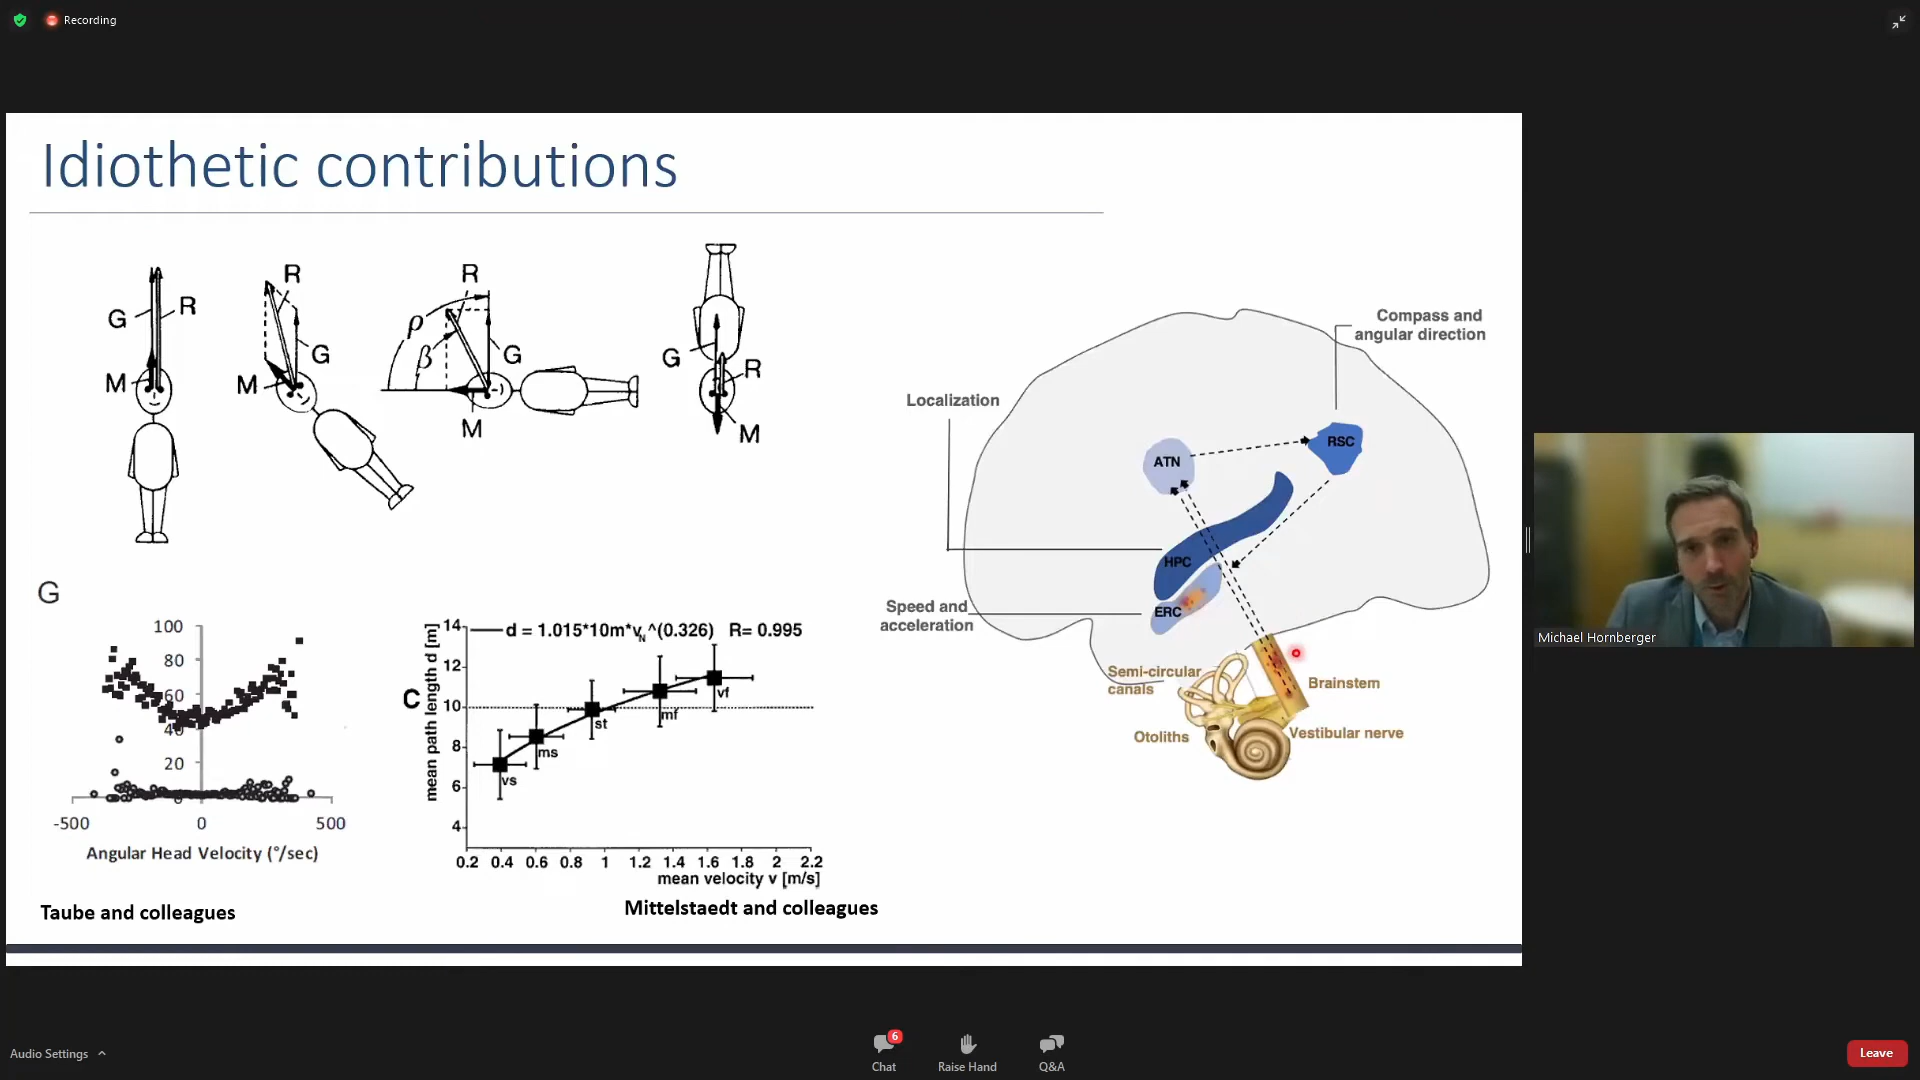 Recording
Idiothetic contributions
G
R
M
R
G
M
R
ρ
β
G
M
G
R
M
Compass and
angular direction
Localization
ATN
RSC
HPC
ERC
Speed and
acceleration
Semi-circular
canals
Brainstem
Otoliths
Vestibular nerve
G
100
80
60
40
20
0
-500
0
500
Angular Head Velocity (°/sec)
C
mean path length d [m]
14
12
10
8
6
4
d = 1.015*10m*v_N^(0.326) R= 0.995
vs
ms
st
mf
vf
0.2 0.4 0.6 0.8 1 1.2 1.4 1.6 1.8 2 2.2
mean velocity v [m/s]
Taube and colleagues
Mittelstaedt and colleagues
Michael Hornberger
Audio Settings
6
Chat
Raise Hand
Q&A
Leave